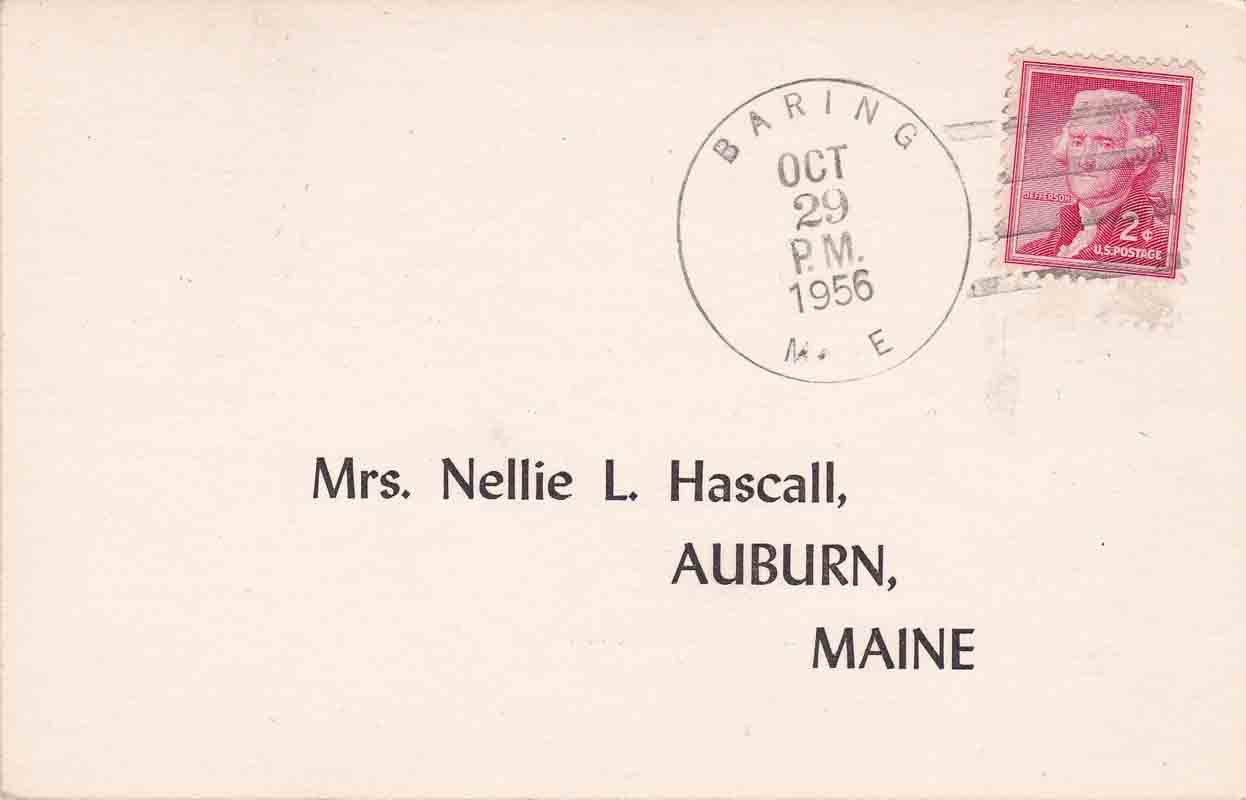 BARING
OCT
29
P.M.
1956
M. E
JEFFERSON
2¢
U.S.POSTAGE
Mrs. Nellie L. Hascall,
AUBURN,
MAINE